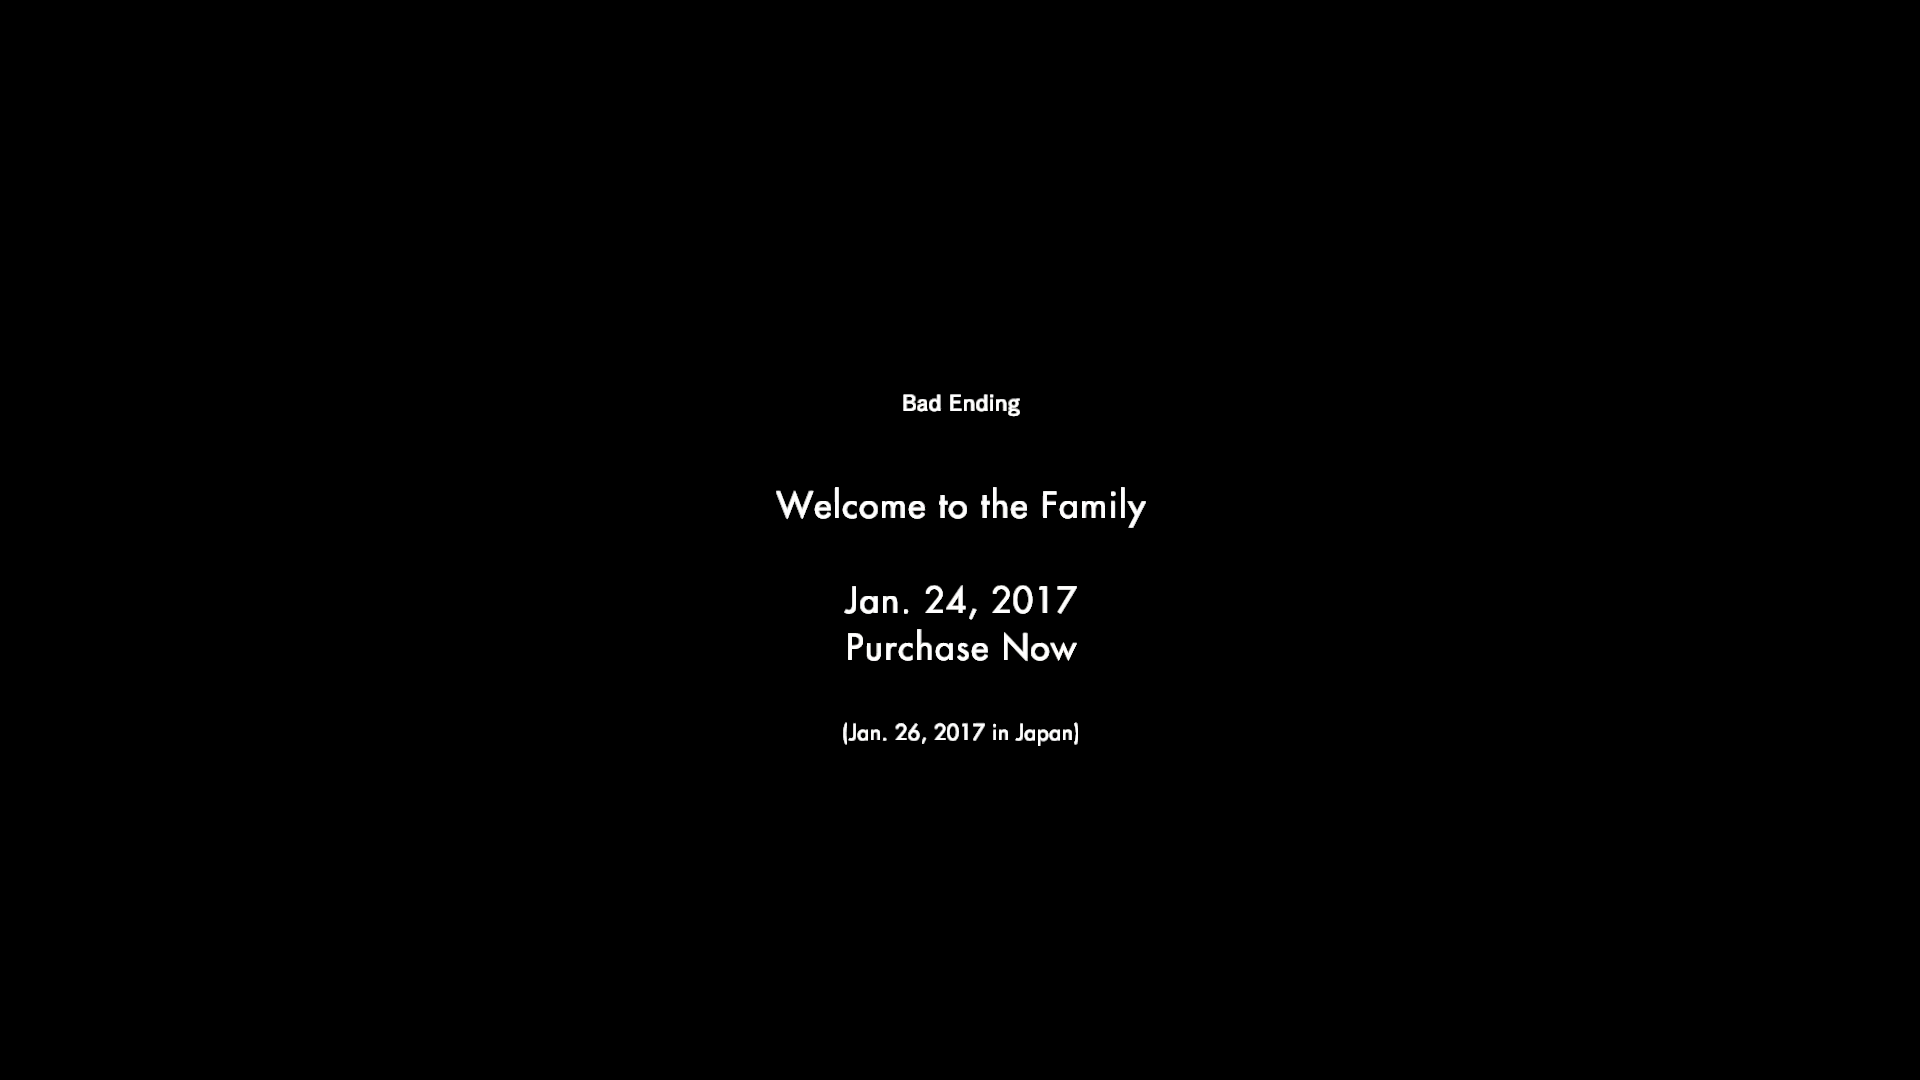 Bad Ending
Welcome to the Family
Jan. 24, 2017
Purchase Now
(Jan. 26, 2017 in Japan)